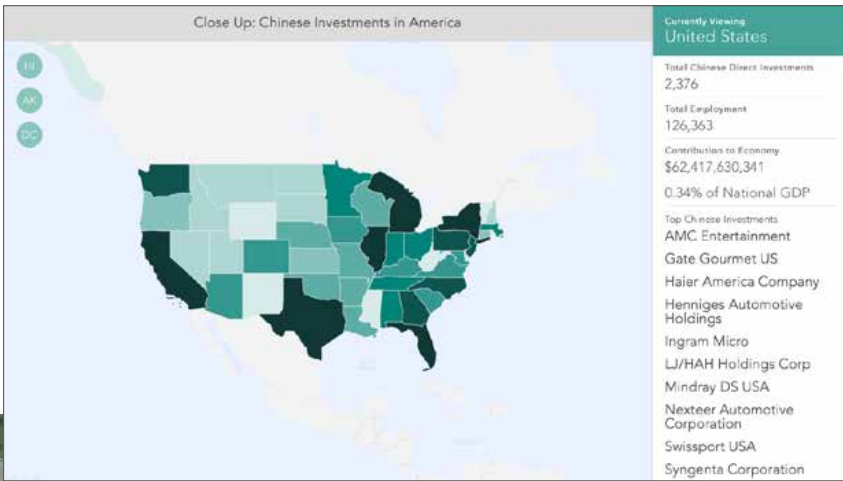 Close Up: Chinese Investments in America
HI
AK
DC
Currently Viewing
United States
Total Chinese Direct Investments
2,376
Total Employment
126,363
Contribution to Economy
$62,417,630,341
0.34% of National GDP
Top Chinese Investments
AMC Entertainment
Gate Gourmet US
Haier America Company
Henniges Automotive
Holdings
Ingram Micro
LJ/HAH Holdings Corp
Mindray DS USA
Nexteer Automotive
Corporation
Swissport USA
Syngenta Corporation